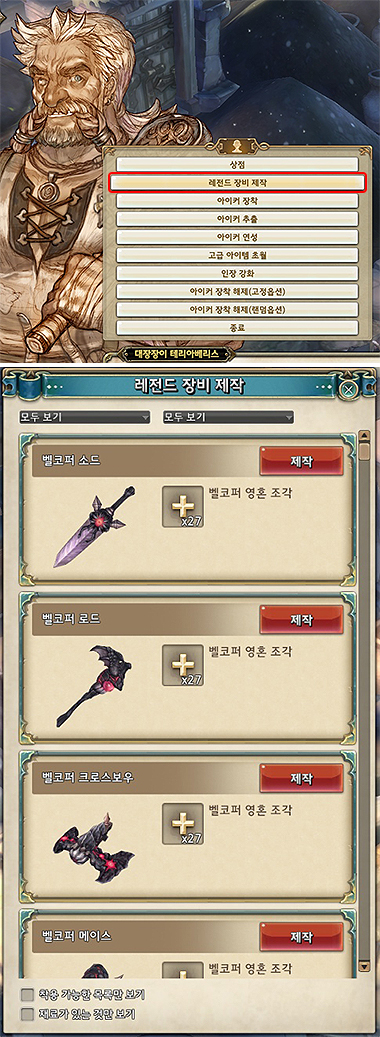 상점
레전드 장비 제작
아이커 장착
아이커 추출
아이커 연성
고급 아이템 초월
인장 강화
아이커 장착 해제(고정옵션)
아이커 장착 해제(랜덤옵션)
종료
대장장이 테리아베리스
레전드 장비 제작
모두 보기
모두 보기
벨코퍼 소드
제작
벨코퍼 영혼 조각
x27
벨코퍼 로드
제작
벨코퍼 영혼 조각
x27
벨코퍼 크로스보우
제작
벨코퍼 영혼 조각
x27
벨코퍼 메이스
제작
벨코퍼 영혼 조각
착용 가능한 목록만 보기
재료가 있는 것만 보기